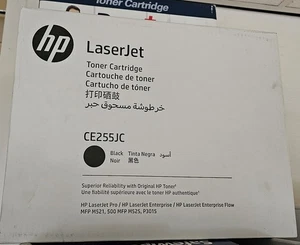 Toner Cartridge
hp
LaserJet
Toner Cartridge
Cartouche de toner
Cartucho de tóner
打印硒鼓
خرطوشة مسحوق حبر
CE255JC
Black Tinta Negra أسود
Noir 黑色
Superior Reliability with Original HP Toner
Une fiabilité supérieure avec le toner HP authentique
HP LaserJet Pro / HP LaserJet Enterprise / HP LaserJet Enterprise Flow
MFP M521, 500 MFP M525, P3015